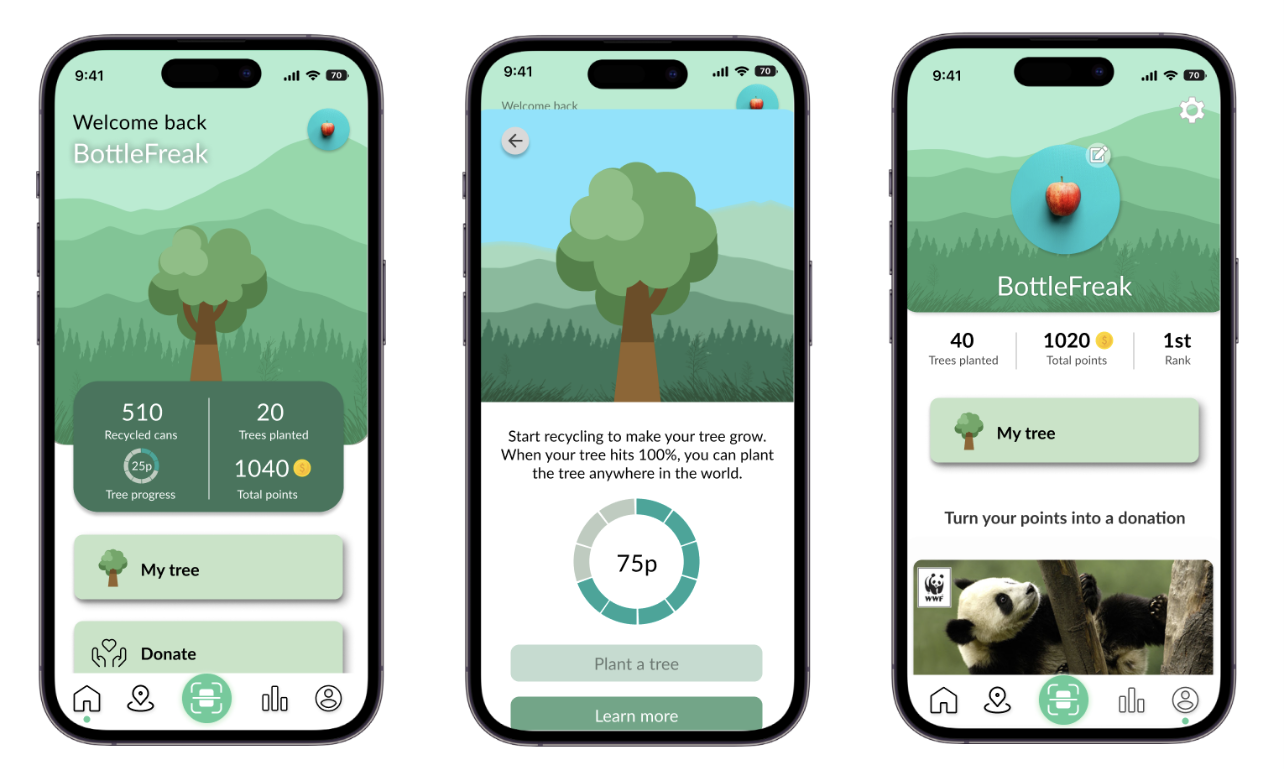 9:41
70
Welcome back
BottleFreak
510
Recycled cans
20
Trees planted
25p
Tree progress
1040
Total points
My tree
Donate
9:41
70
Welcome back
Start recycling to make your tree grow.
When your tree hits 100%, you can plant
the tree anywhere in the world.
75p
Plant a tree
Learn more
9:41
70
BottleFreak
40
Trees planted
1020
Total points
1st
Rank
My tree
Turn your points into a donation
WWF